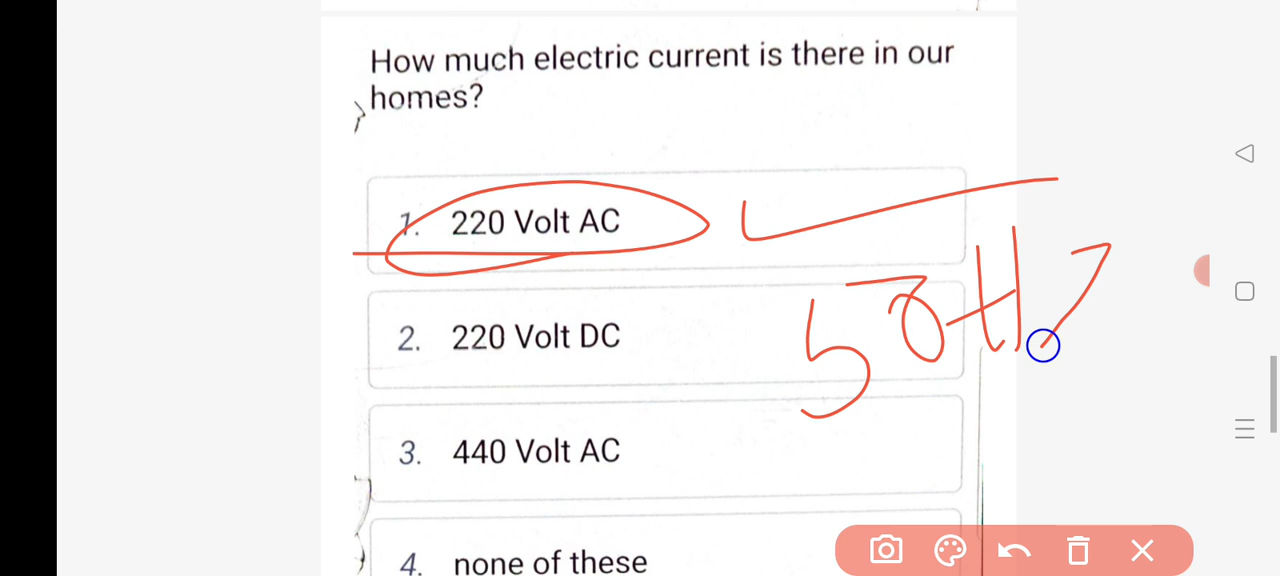 How much electric current is there in our
homes?
1. 220 Volt AC
50Hz
2. 220 Volt DC
3. 440 Volt AC
4. none of these